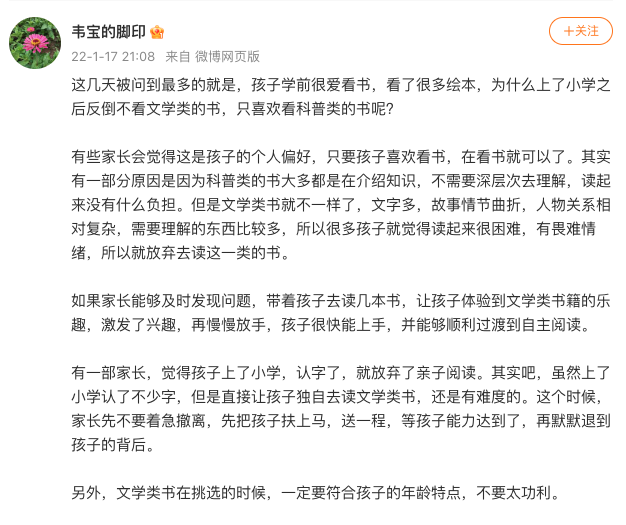 韦宝的脚印
+关注
22-1-17 21:08 来自 微博网页版
这几天被问到最多的就是，孩子学前很爱看书，看了很多绘本，为什么上了小学之
后反倒不看文学类的书，只喜欢看科普类的书呢？
有些家长会觉得这是孩子的个人偏好，只要孩子喜欢看书，在看书就可以了。其实
有一部分原因是因为科普类的书大多都是在介绍知识，不需要深层次去理解，读起
来没有什么负担。但是文学类书就不一样了，文字多，故事情节曲折，人物关系相
对复杂，需要理解的东西比较多，所以很多孩子就觉得读起来很困难，有畏难情
绪，所以就放弃去读这一类的书。
如果家长能够及时发现问题，带着孩子去读几本书，让孩子体验到文学类书籍的乐
趣，激发了兴趣，再慢慢放手，孩子很快能上手，并能够顺利过渡到自主阅读。
有一部家长，觉得孩子上了小学，认字了，就放弃了亲子阅读。其实吧，虽然上了
小学认了不少字，但是直接让孩子独自去读文学类书，还是有难度的。这个时候，
家长先不要着急撤离，先把孩子扶上马，送一程，等孩子能力达到了，再默默退到
孩子的背后。
另外，文学类书在挑选的时候，一定要符合孩子的年龄特点，不要太功利。